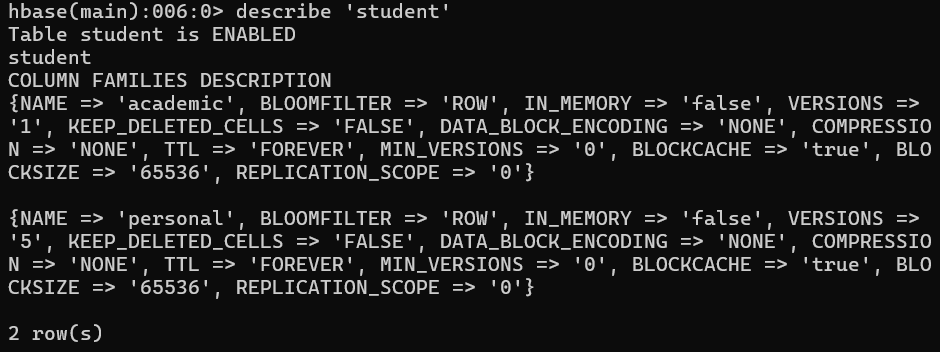 hbase(main):006:0> describe 'student'
Table student is ENABLED
student
COLUMN FAMILIES DESCRIPTION
{NAME => 'academic', BLOOMFILTER => 'ROW', IN_MEMORY => 'false', VERSIONS =>
'1', KEEP_DELETED_CELLS => 'FALSE', DATA_BLOCK_ENCODING => 'NONE', COMPRESSIO
N => 'NONE', TTL => 'FOREVER', MIN_VERSIONS => '0', BLOCKCACHE => 'true', BLO
CKSIZE => '65536', REPLICATION_SCOPE => '0'}

{NAME => 'personal', BLOOMFILTER => 'ROW', IN_MEMORY => 'false', VERSIONS =>
'5', KEEP_DELETED_CELLS => 'FALSE', DATA_BLOCK_ENCODING => 'NONE', COMPRESSIO
N => 'NONE', TTL => 'FOREVER', MIN_VERSIONS => '0', BLOCKCACHE => 'true', BLO
CKSIZE => '65536', REPLICATION_SCOPE => '0'}

2 row(s)